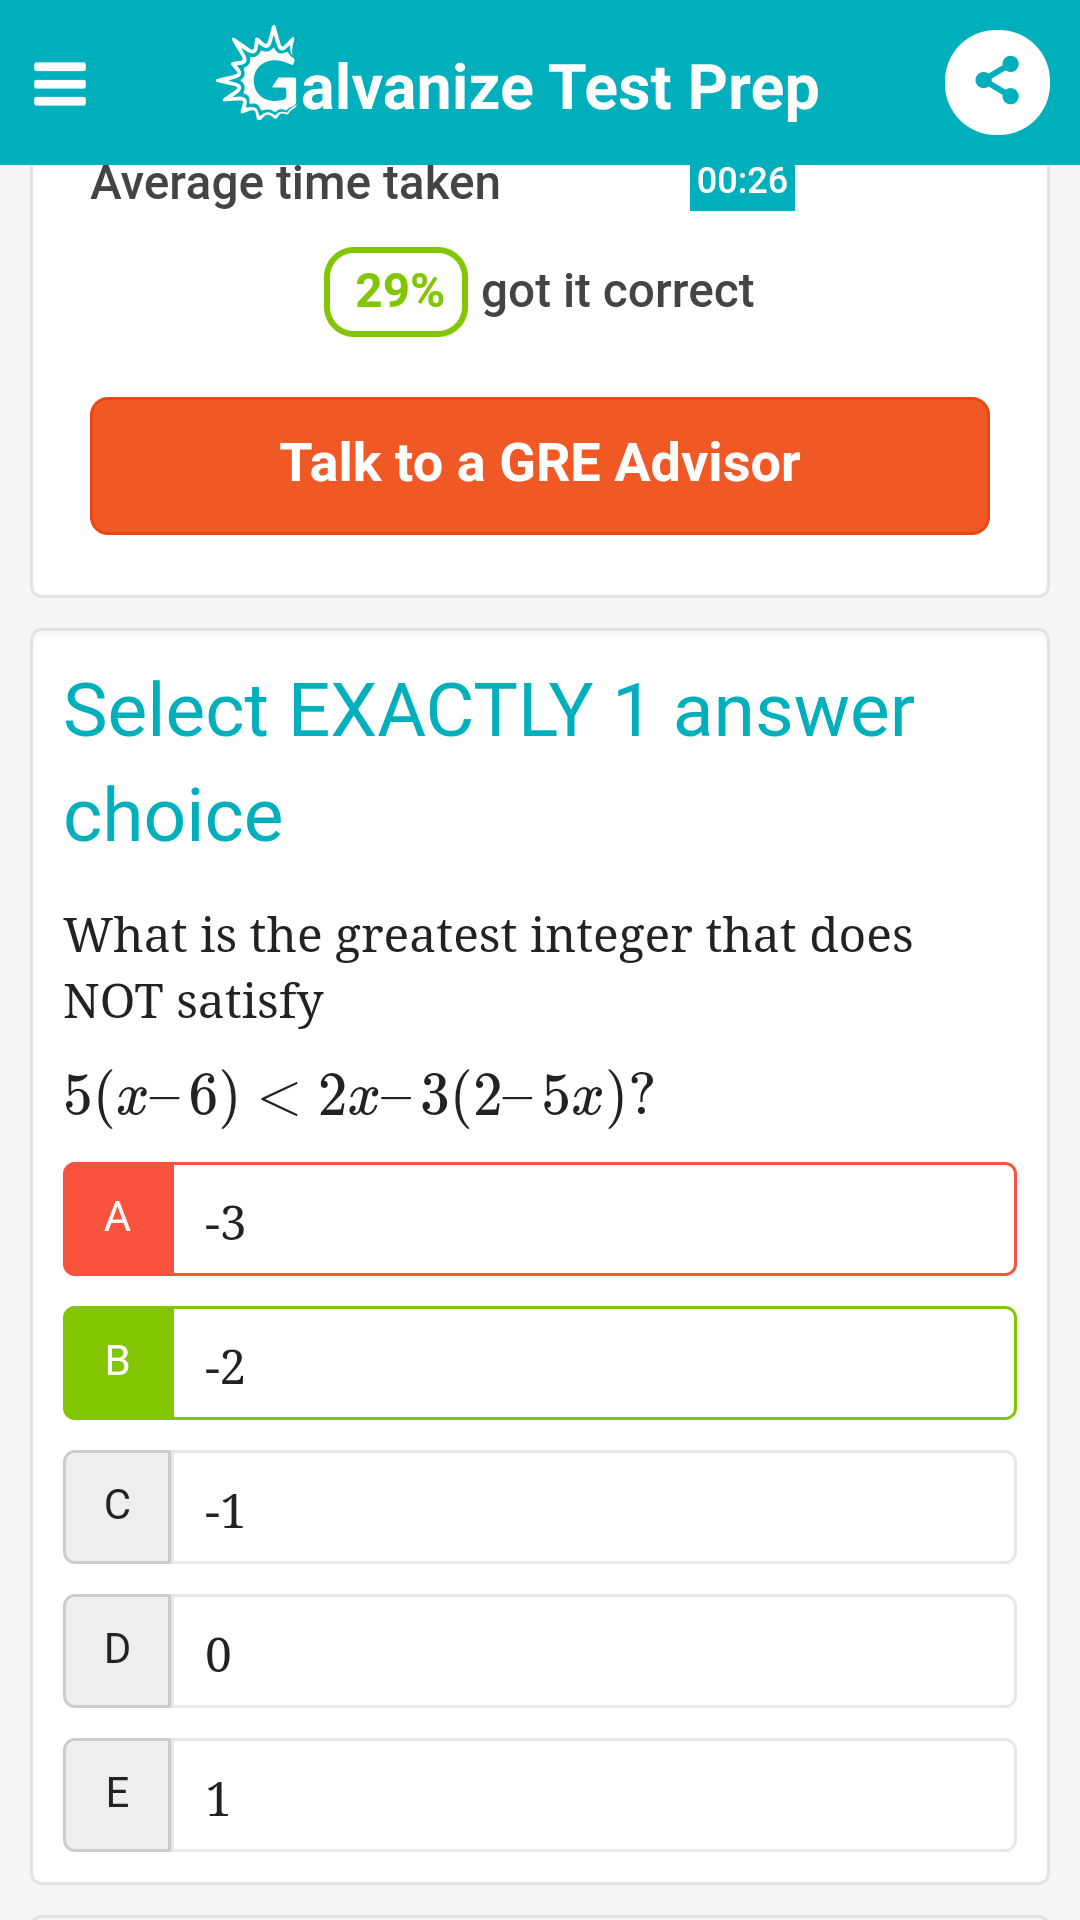 Galvanize Test Prep
Average time taken 00:26
29% got it correct
Talk to a GRE Advisor
Select EXACTLY 1 answer
choice
What is the greatest integer that does
NOT satisfy
5(x–6) < 2x–3(2–5x)?
A -3
B -2
C -1
D 0
E 1